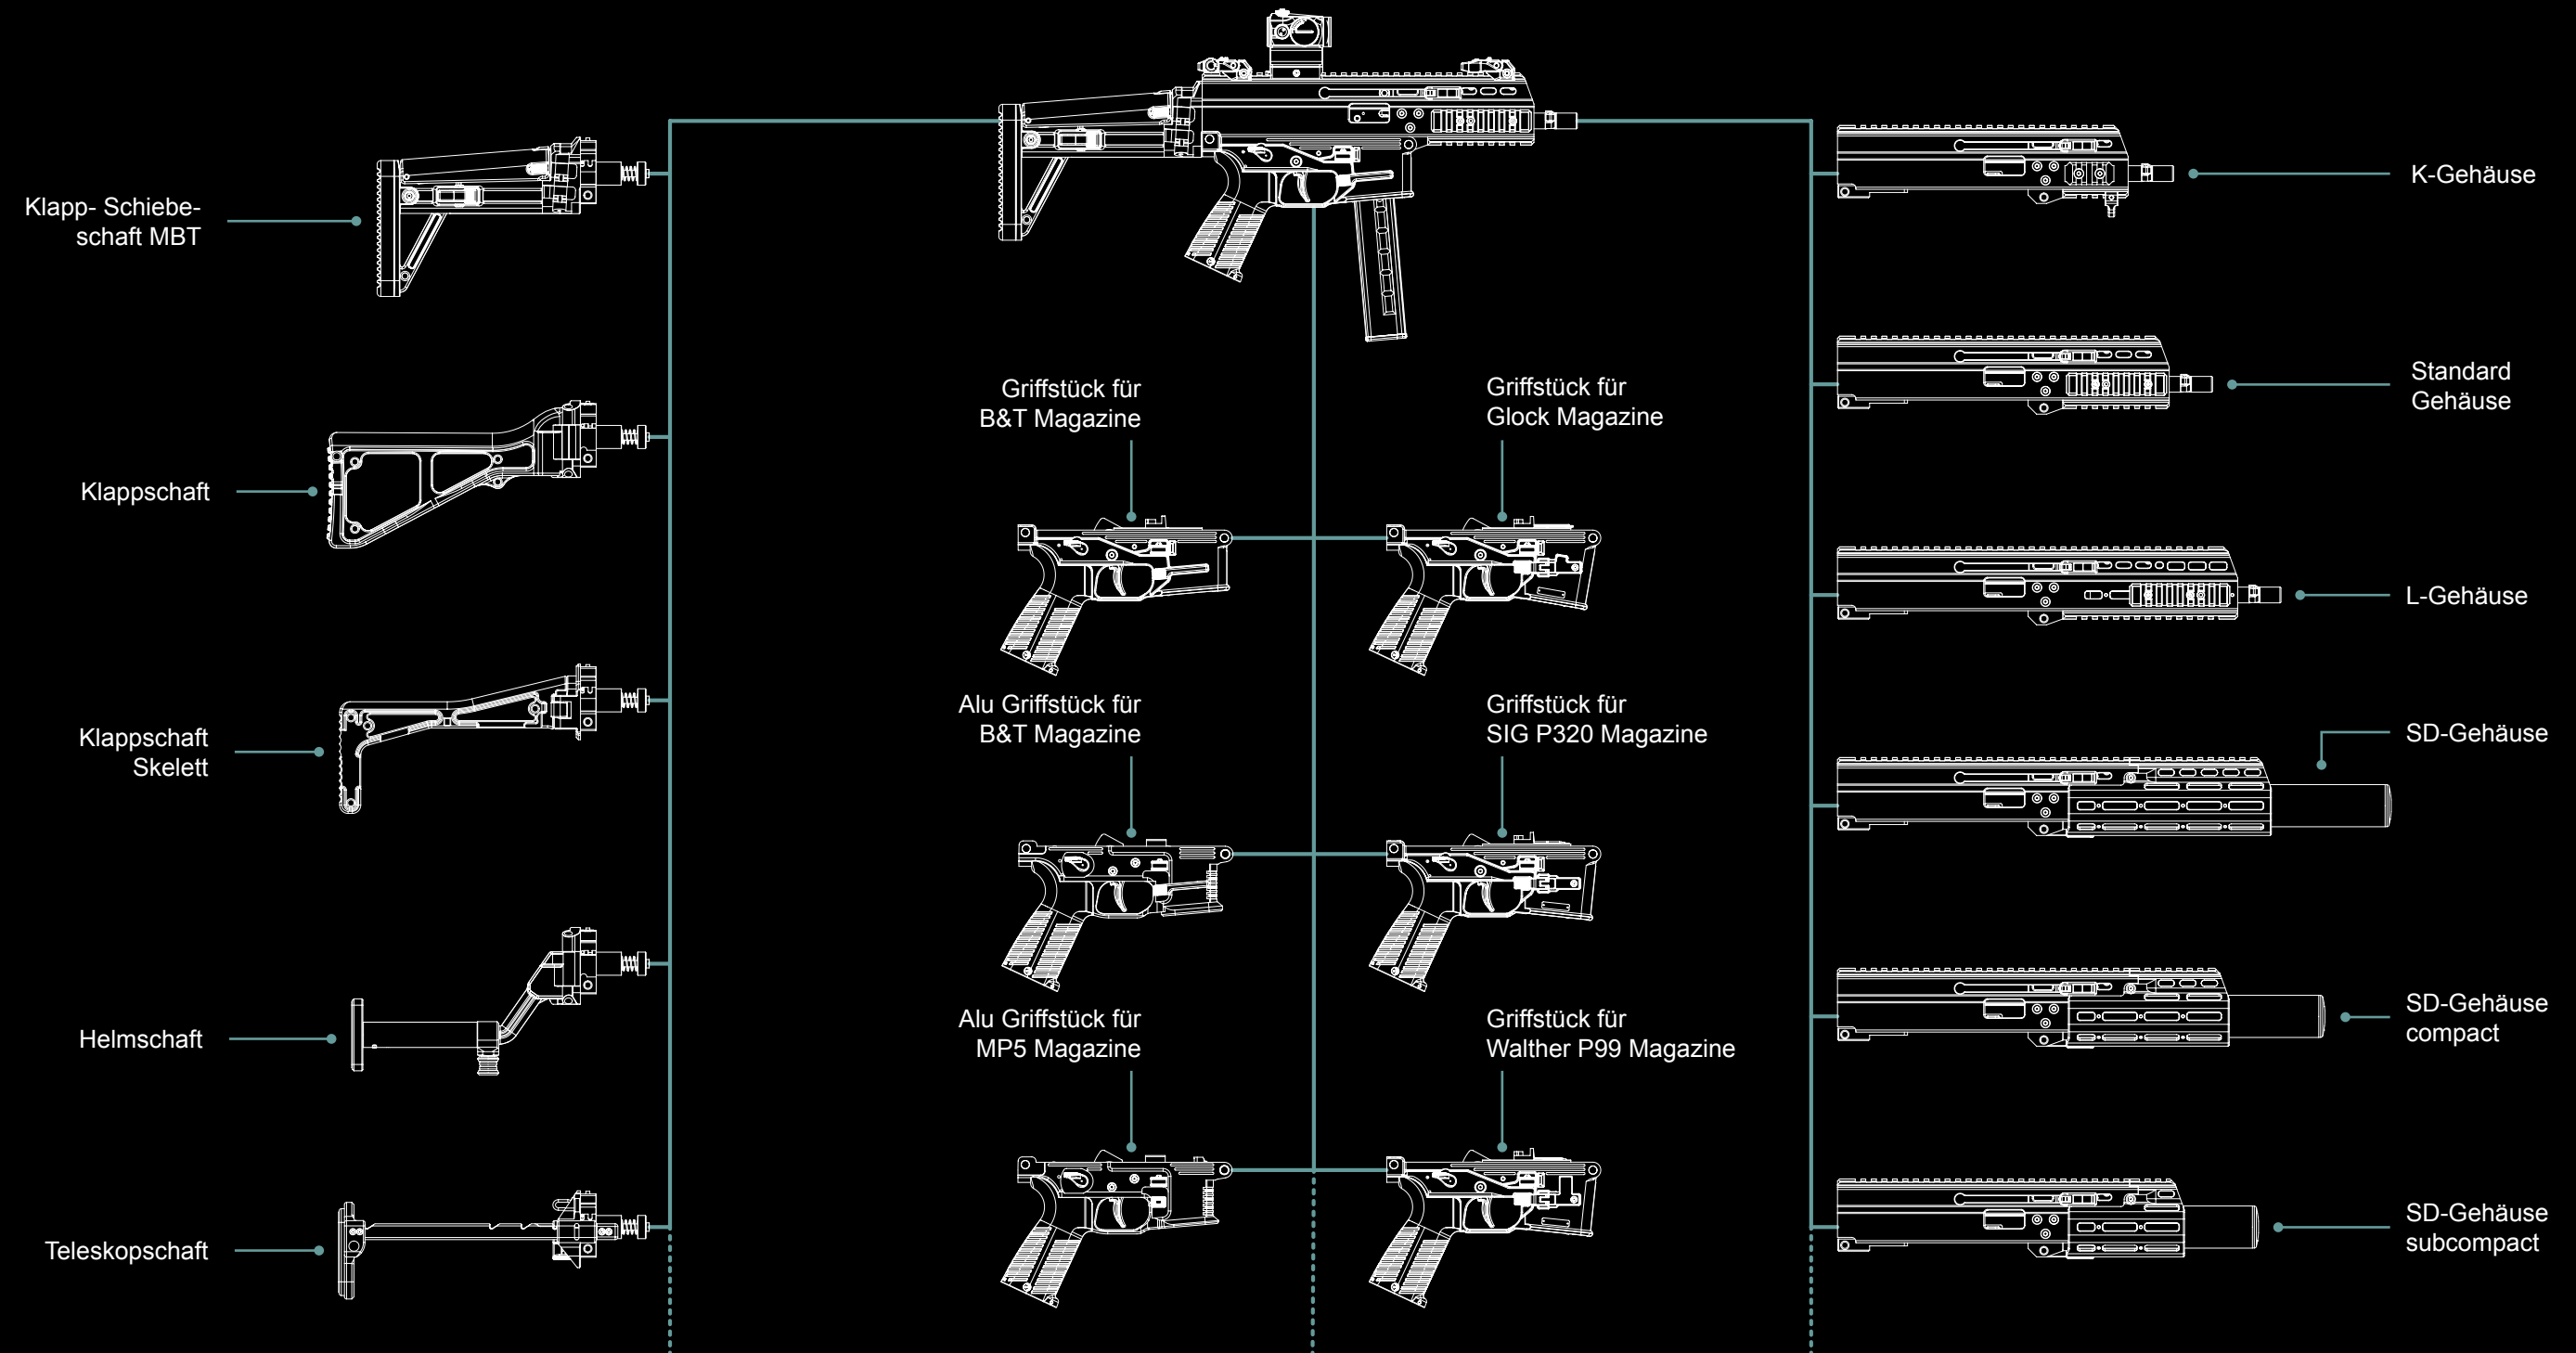 Klapp- Schiebe-
schaft MBT
Klappschaft
Klappschaft
Skelett
Helmschaft
Teleskopschaft
Griffstück für
B&T Magazine
Griffstück für
Glock Magazine
Alu Griffstück für
B&T Magazine
Griffstück für
SIG P320 Magazine
Alu Griffstück für
MP5 Magazine
Griffstück für
Walther P99 Magazine
K-Gehäuse
Standard
Gehäuse
L-Gehäuse
SD-Gehäuse
SD-Gehäuse
compact
SD-Gehäuse
subcompact